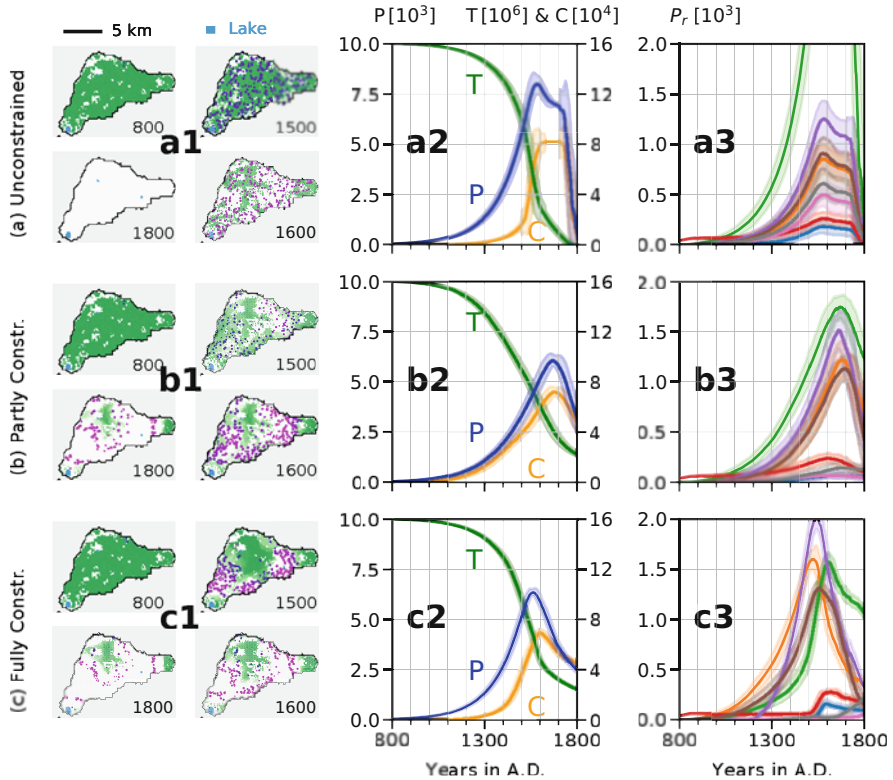 P [10³] T [10⁶] & C [10⁴] Pᵣ [10³]
5 km Lake
(a) Unconstrained
800 1500
a1
1800 1600
10.0 7.5 5.0 2.5 0.0
T P C
a2
16 12 8 4 0
2.0 1.5 1.0 0.5 0.0
a3
(b) Partly Constr.
800 1500
b1
1800 1600
10.0 7.5 5.0 2.5 0.0
T P C
b2
16 12 8 4 0
2.0 1.5 1.0 0.5 0.0
b3
(c) Fully Constr.
800 1500
c1
1800 1600
10.0 7.5 5.0 2.5 0.0
T P C
c2
16 12 8 4 0
2.0 1.5 1.0 0.5 0.0
c3
800 1300 1800
800 1300 1800
Years in A.D. Years in A.D.